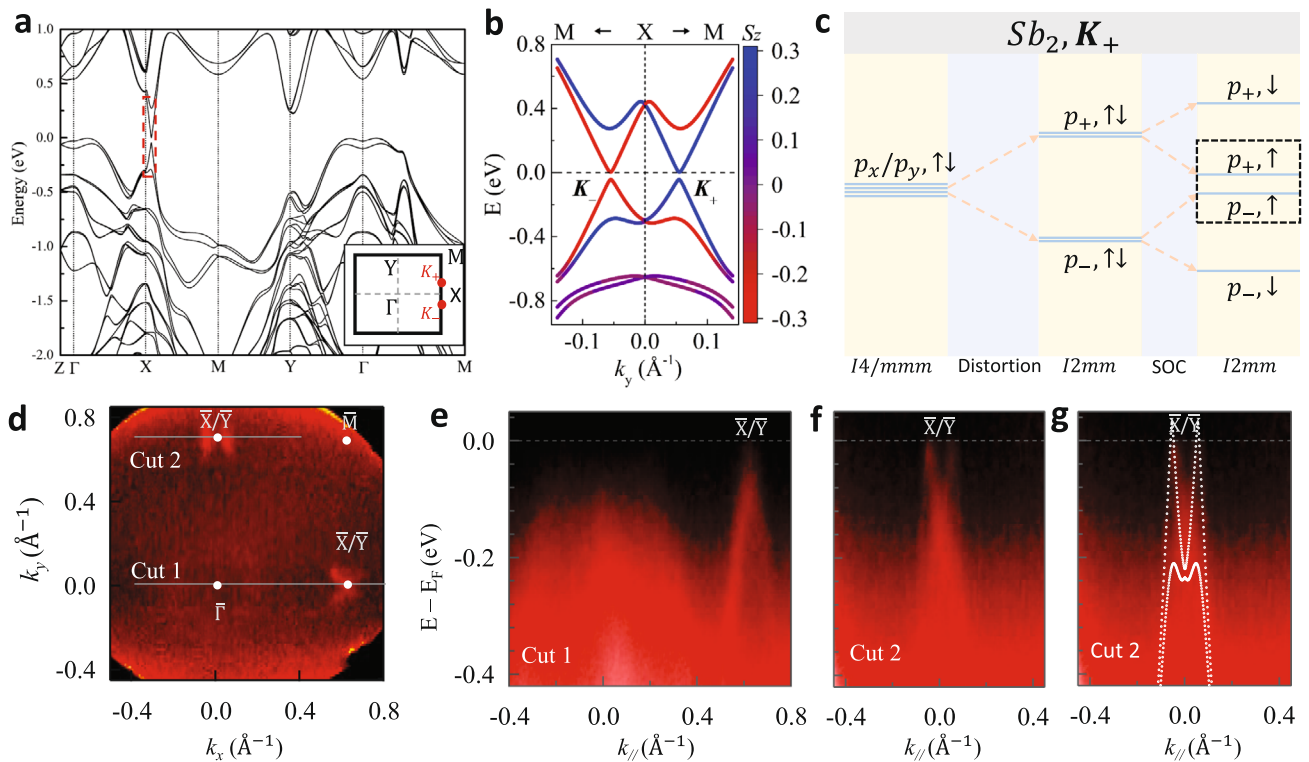 a
1.0
0.5
0.0
-0.5
-1.0
-1.5
-2.0
Energy (eV)
Z Γ X M Y Γ M
Y M
K+
Γ X
K−
b
M ← X → M Sz
0.4
0.0
-0.4
-0.8
E (eV)
K− K+
-0.1 0.0 0.1
ky (Å⁻¹)
0.3
0.2
0.1
0
-0.1
-0.2
-0.3
c
Sb₂, K₊
px/py, ↑↓
p+, ↑↓
p−, ↑↓
p+, ↓
p+, ↑
p−, ↑
p−, ↓
I4/mmm Distortion I2mm SOC I2mm
d
0.8
0.4
0.0
-0.4
ky (Å⁻¹)
X̅/Y̅ M̅
Cut 2
X̅/Y̅
Cut 1
Γ̅
-0.4 0.0 0.4 0.8
kx (Å⁻¹)
e
X̅/Y̅
0.0
-0.2
-0.4
E − EF (eV)
Cut 1
-0.4 0.0 0.4 0.8
k// (Å⁻¹)
f
X̅/Y̅
Cut 2
-0.4 0.0 0.4
k// (Å⁻¹)
g
X̅/Y̅
Cut 2
-0.4 0.0 0.4
k// (Å⁻¹)